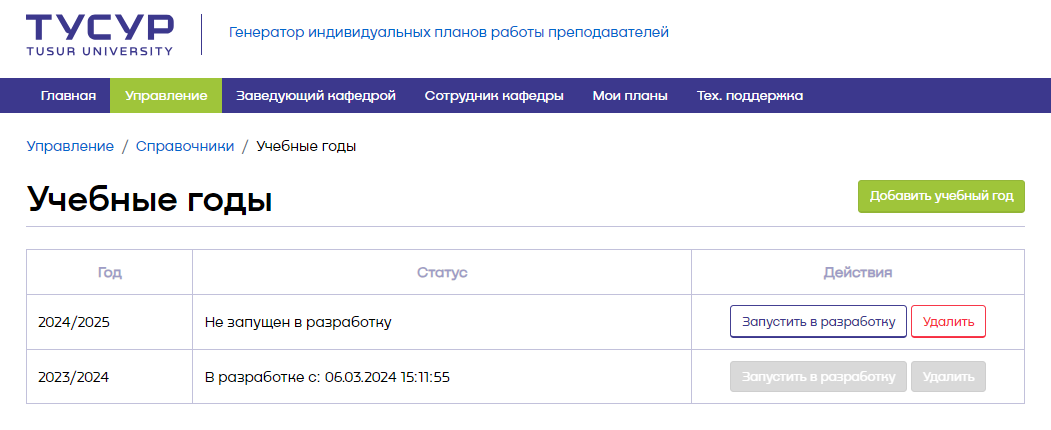 ТУСУР
TUSUR UNIVERSITY
Генератор индивидуальных планов работы преподавателей
Главная Управление Заведующий кафедрой Сотрудник кафедры Мои планы Тех. поддержка
Управление / Справочники / Учебные годы
Учебные годы
Добавить учебный год
Год Статус Действия
2024/2025 Не запущен в разработку Запустить в разработку Удалить
2023/2024 В разработке с: 06.03.2024 15:11:55 Запустить в разработку Удалить